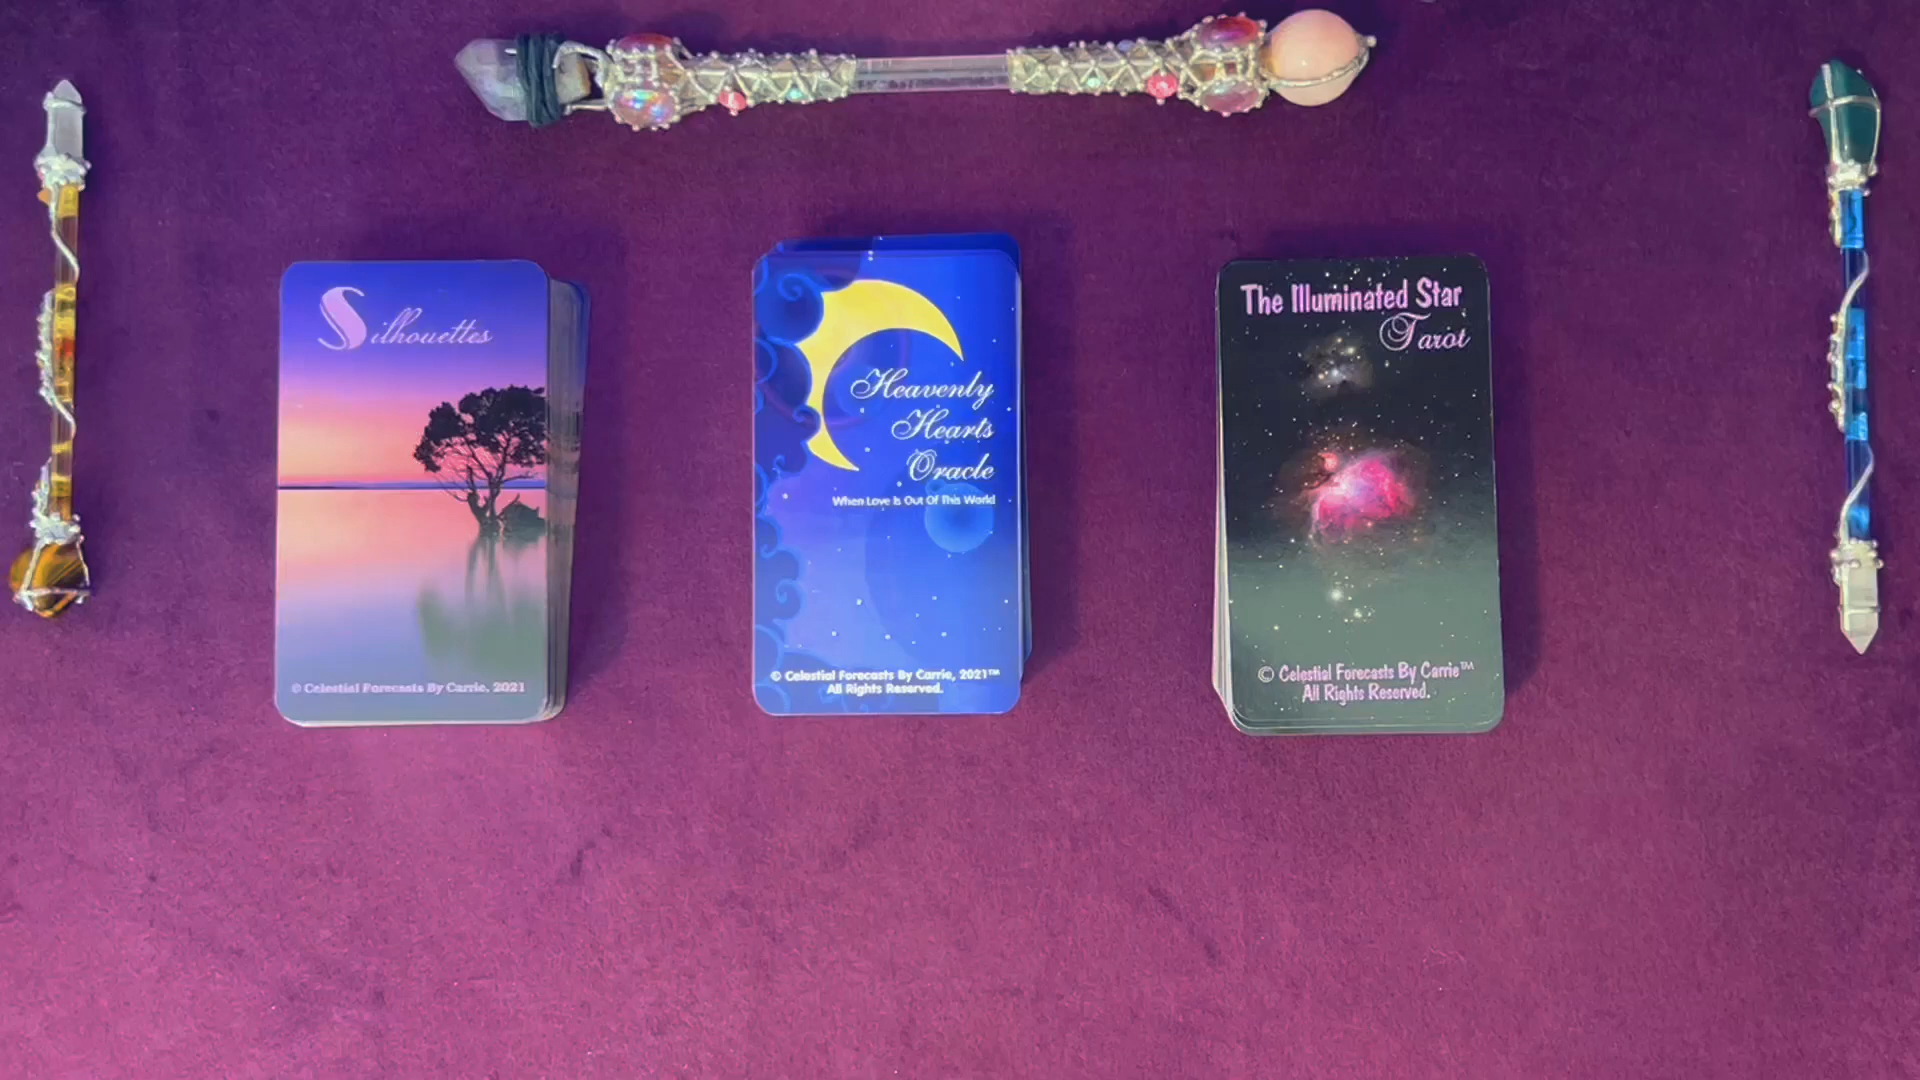 Silhouettes
© Celestial Forecasts By Carrie, 2021
Heavenly
Hearts
Oracle
When Love Is Out Of This World
© Celestial Forecasts By Carrie, 2021™
All Rights Reserved.
The Illuminated Star
Tarot
© Celestial Forecasts By Carrie™
All Rights Reserved.